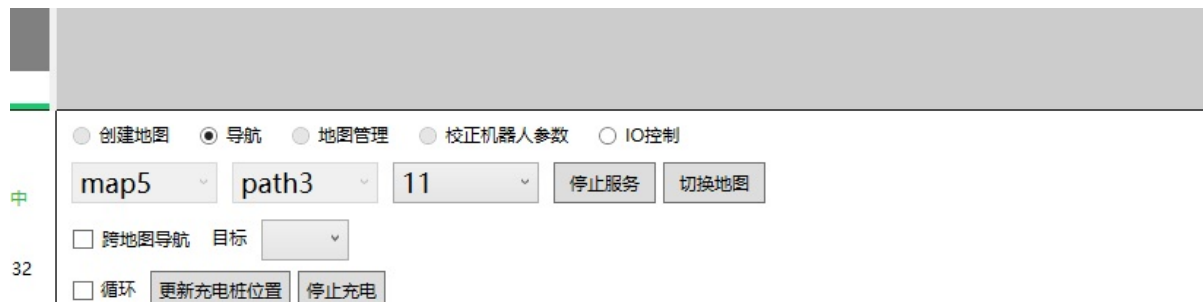 创建地图 导航 地图管理 校正机器人参数 IO控制
map5 path3 11 停止服务 切换地图
中
跨地图导航 目标
32
循环 更新充电桩位置 停止充电